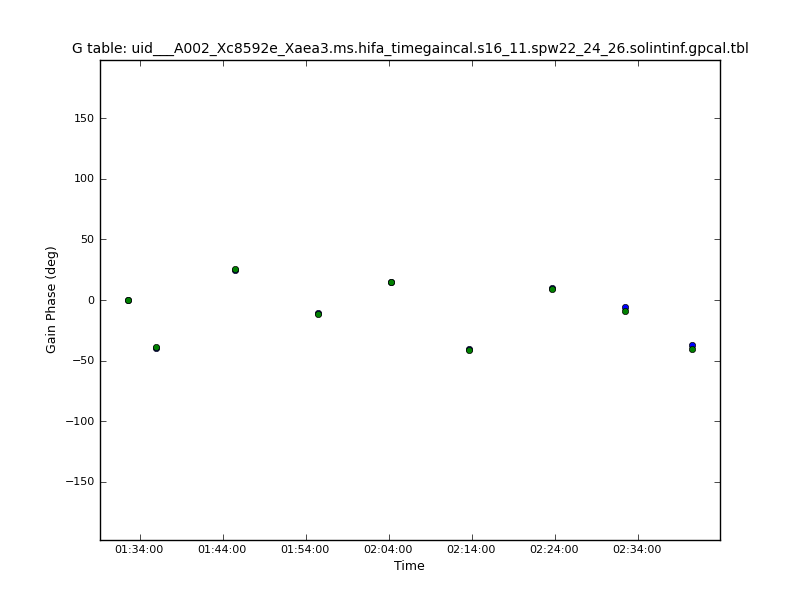 G table: uid___A002_Xc8592e_Xaea3.ms.hifa_timegaincal.s16_11.spw22_24_26.solintinf.gpcal.tbl
150
100
50
0
−50
−100
−150
Gain Phase (deg)
01:34:00 01:44:00 01:54:00 02:04:00 02:14:00 02:24:00 02:34:00
Time